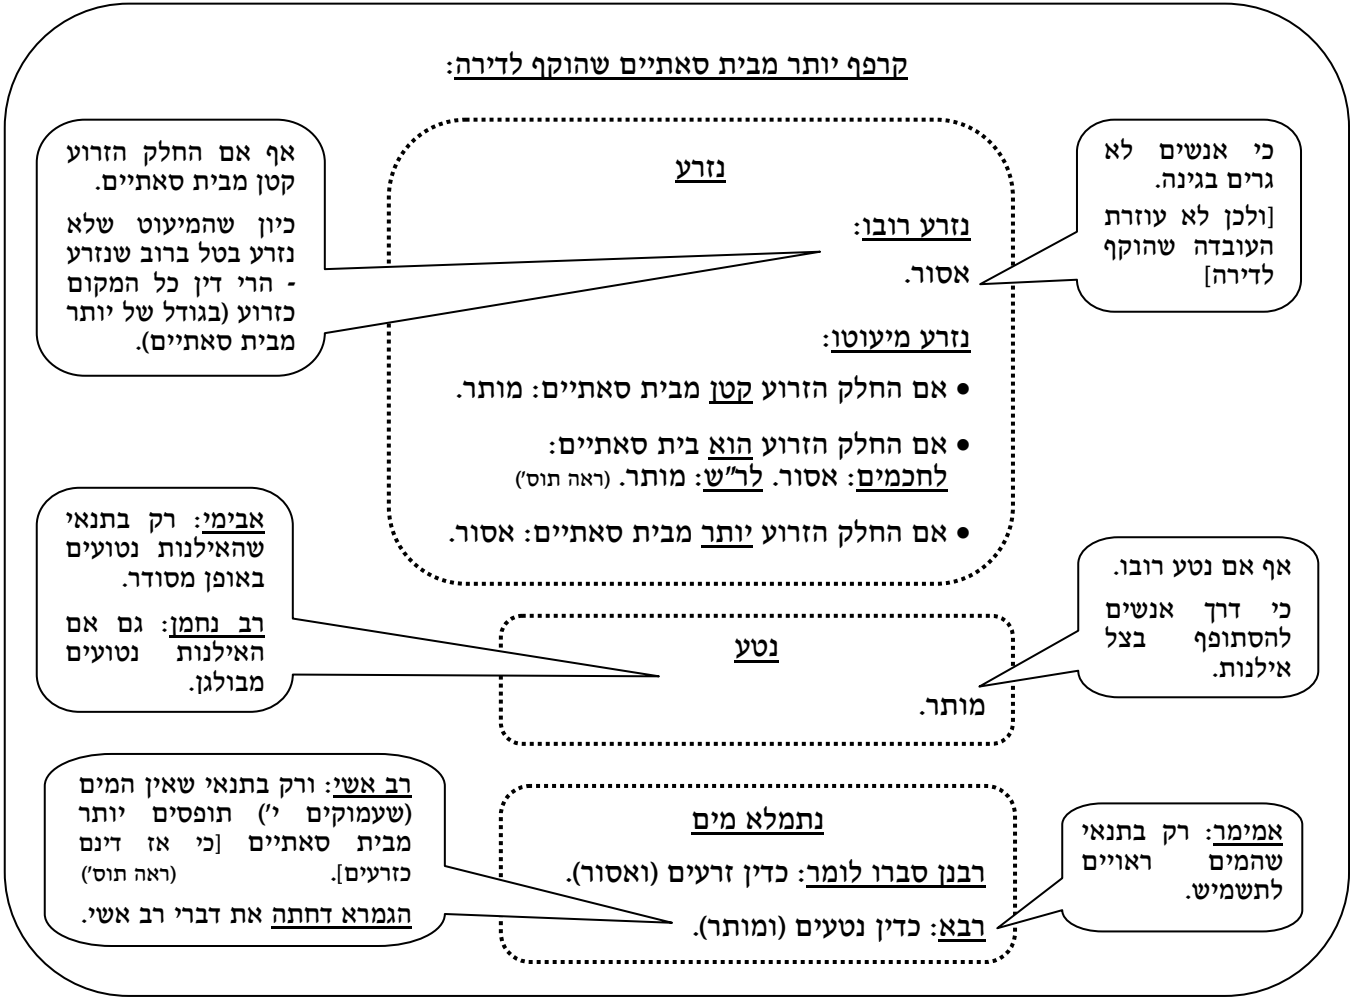 קרפף יותר מבית סאתיים שהוקף לדירה:
נזרע
נזרע רובו:
אסור.
כי אנשים לא
גרים בגינה.
[ולכן לא עוזרת
העובדה שהוקף
לדירה]
אף אם החלק הזרוע
קטן מבית סאתיים.
כיון שהמיעוט שלא
נזרע בטל ברוב שנזרע
- הרי דין כל המקום
כזרוע (בגודל של יותר
מבית סאתיים).
נזרע מיעוטו:
• אם החלק הזרוע קטן מבית סאתיים: מותר.
• אם החלק הזרוע הוא בית סאתיים:
לחכמים: אסור. לר"ש: מותר. (ראה תוס')
• אם החלק הזרוע יותר מבית סאתיים: אסור.
נטע
מותר.
אף אם נטע רובו.
כי דרך אנשים
להסתופף בצל
אילנות.
אבימי: רק בתנאי
שהאילנות נטועים
באופן מסודר.
רב נחמן: גם אם
האילנות נטועים
מבולגן.
נתמלא מים
רבנן סברו לומר: כדין זרעים (ואסור).
רבא: כדין נטעים (ומותר).
אמימר: רק בתנאי
שהמים ראויים
לתשמיש.
רב אשי: ורק בתנאי שאין המים
(שעמוקים י') תופסים יותר
מבית סאתיים [כי אז דינם
כזרעים]. (ראה תוס')
הגמרא דחתה את דברי רב אשי.